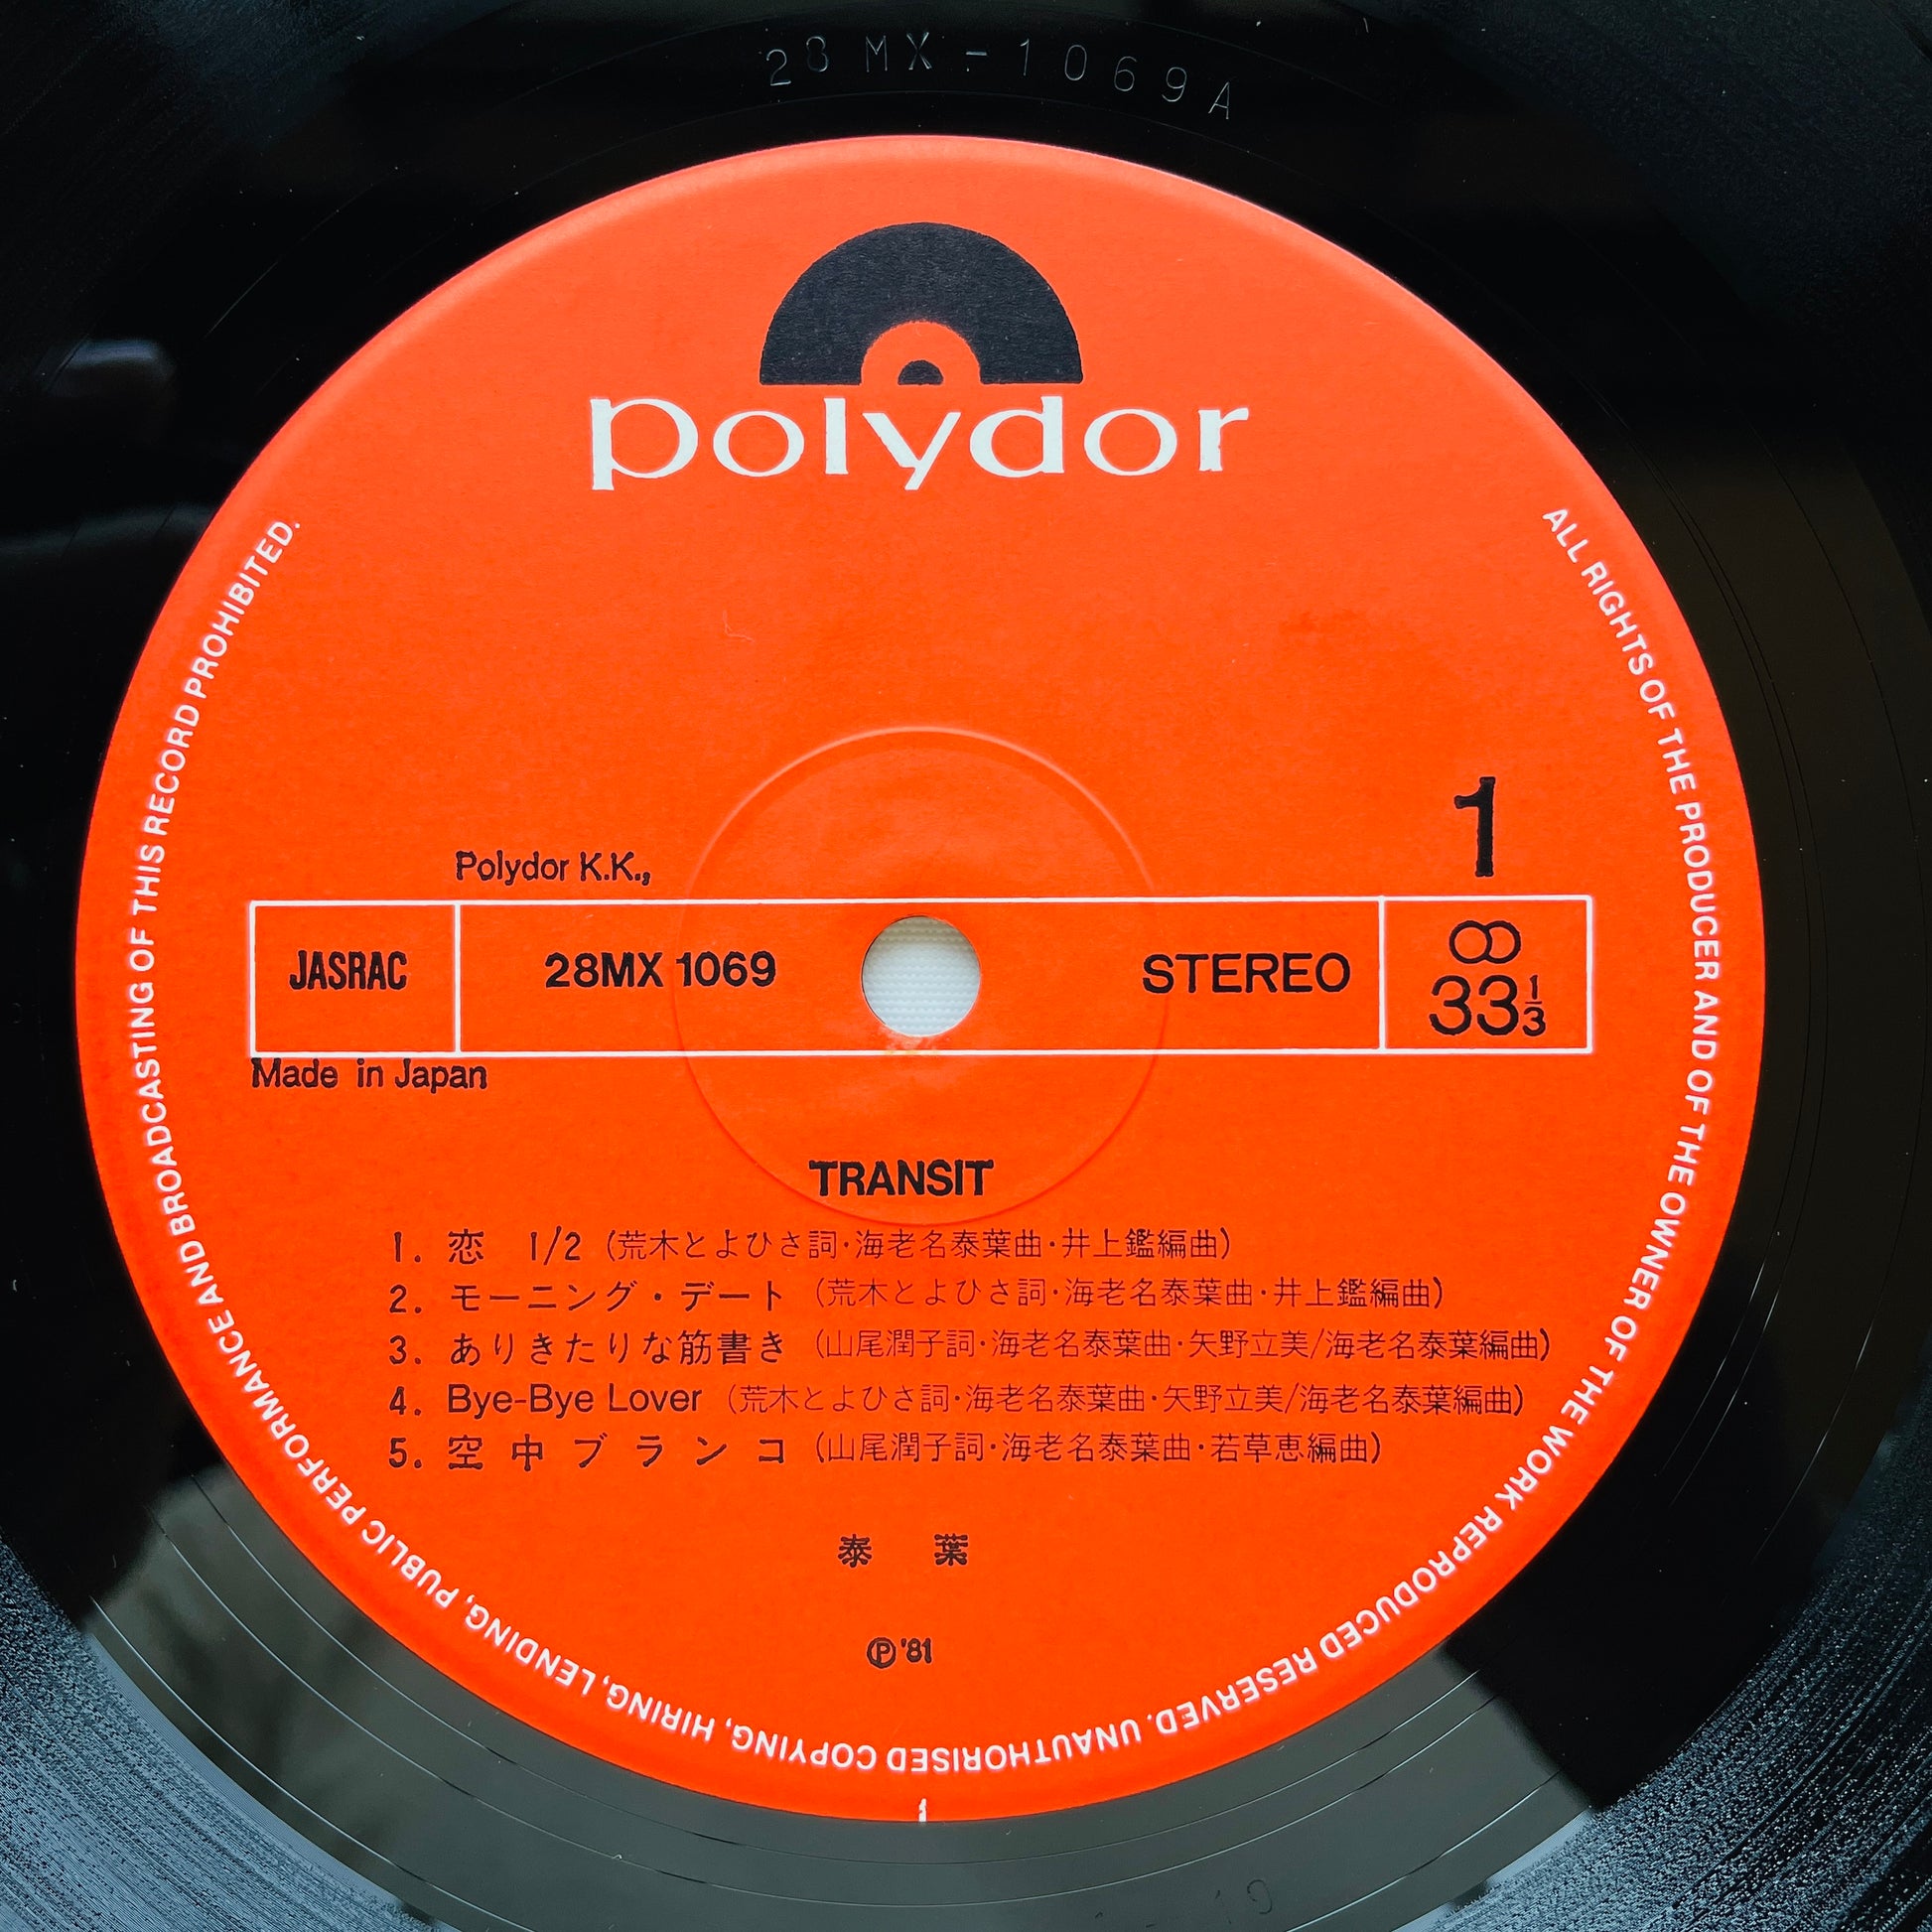 28MX-1069A
polydor
ALL RIGHTS OF THE PRODUCER AND OF THE OWNER OF THE WORK REPRODUCED RESERVED. UNAUTHORISED COPYING, HIRING, LENDING, PUBLIC PERFORMANCE AND BROADCASTING OF THIS RECORD PROHIBITED.
1
Polydor K.K.,
JASRAC 28MX 1069 STEREO 33 1/3
Made in Japan
TRANSIT
1. 恋 1/2 (荒木とよひさ詞・海老名泰葉曲・井上鑑編曲)
2. モーニング・デート (荒木とよひさ詞・海老名泰葉曲・井上鑑編曲)
3. ありきたりな筋書き (山尾潤子詞・海老名泰葉曲・矢野立美/海老名泰葉編曲)
4. Bye-Bye Lover (荒木とよひさ詞・海老名泰葉曲・矢野立美/海老名泰葉編曲)
5. 空中ブランコ (山尾潤子詞・海老名泰葉曲・若草恵編曲)
泰葉
Ⓟ'81